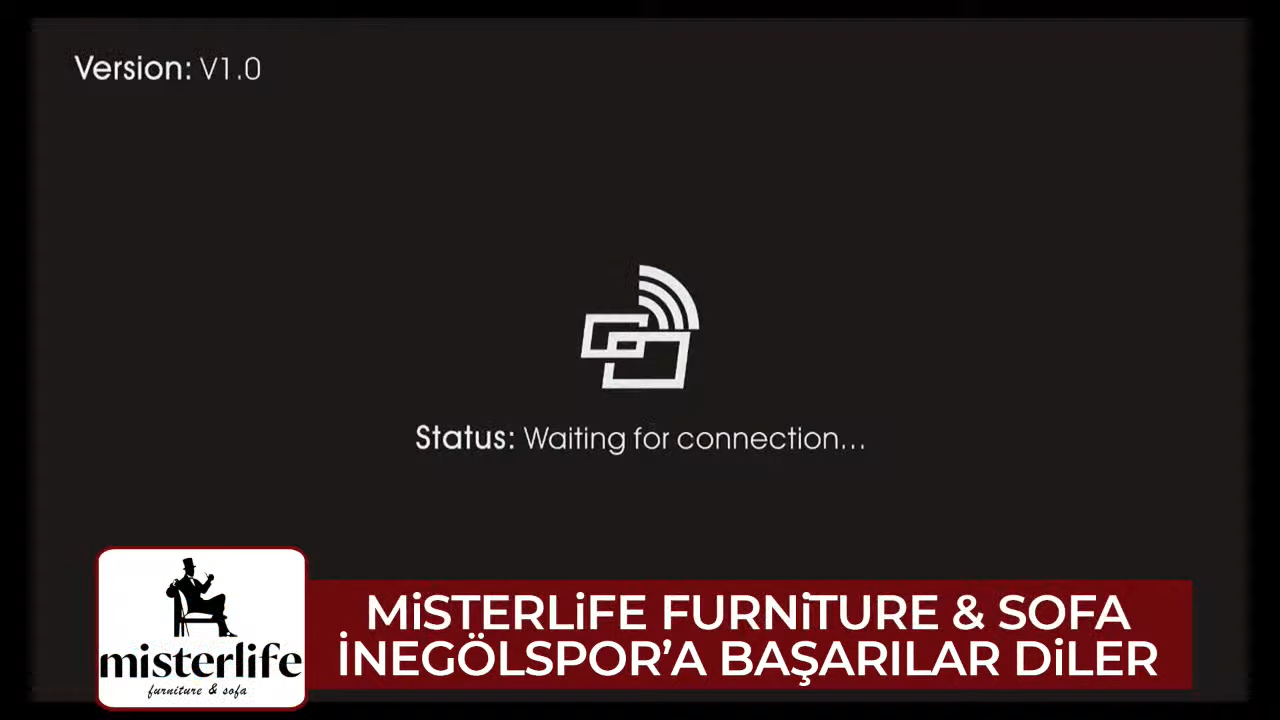 Version: V1.0
Status: Waiting for connection...
misterlife
furniture & sofa
MiSTERLiFE FURNiTURE & SOFA
İNEGÖLSPOR'A BAŞARILAR DiLER